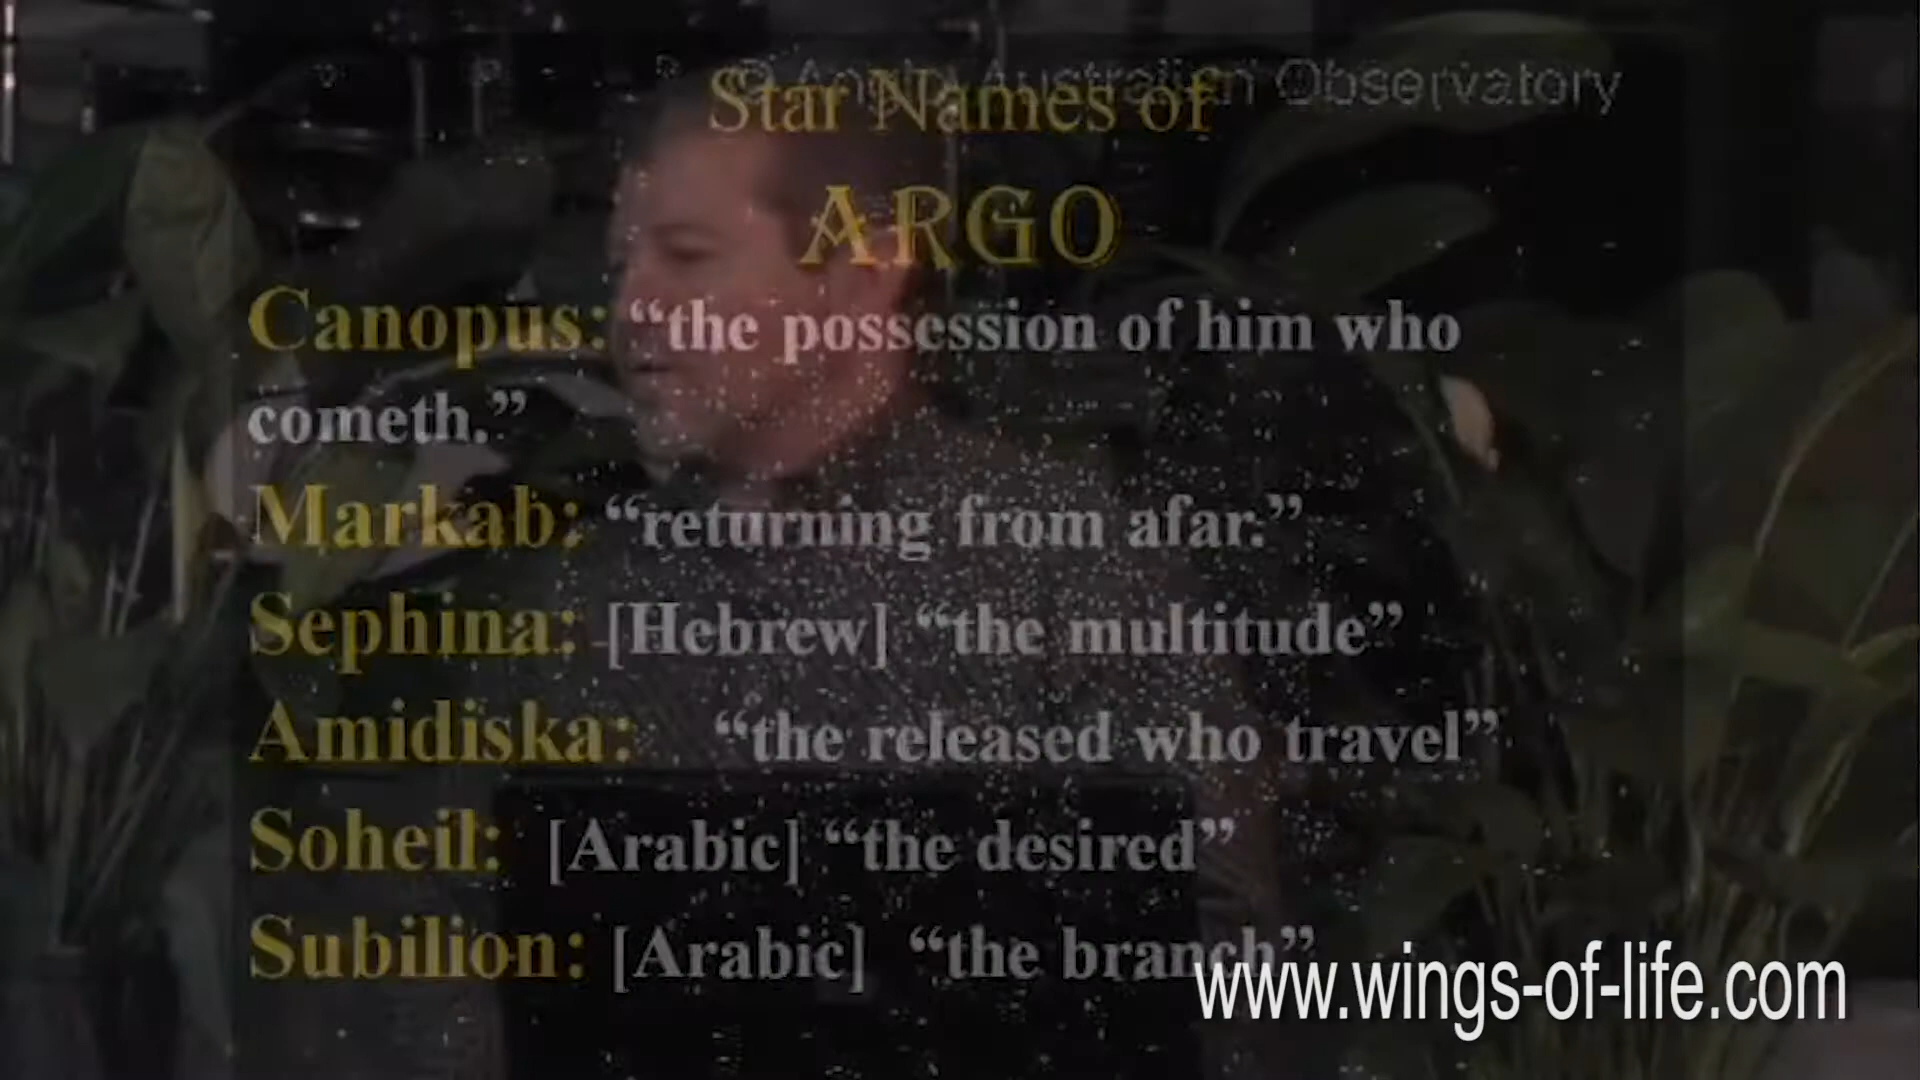 © Anglo-Australian Observatory
Star Names of
ARGO
Canopus: “the possession of him who
cometh.”
Markab: “returning from afar.”
Sephina: [Hebrew] “the multitude”
Amidiska: “the released who travel”
Soheil: [Arabic] “the desired”
Subilion: [Arabic] “the branch”
www.wings-of-life.com